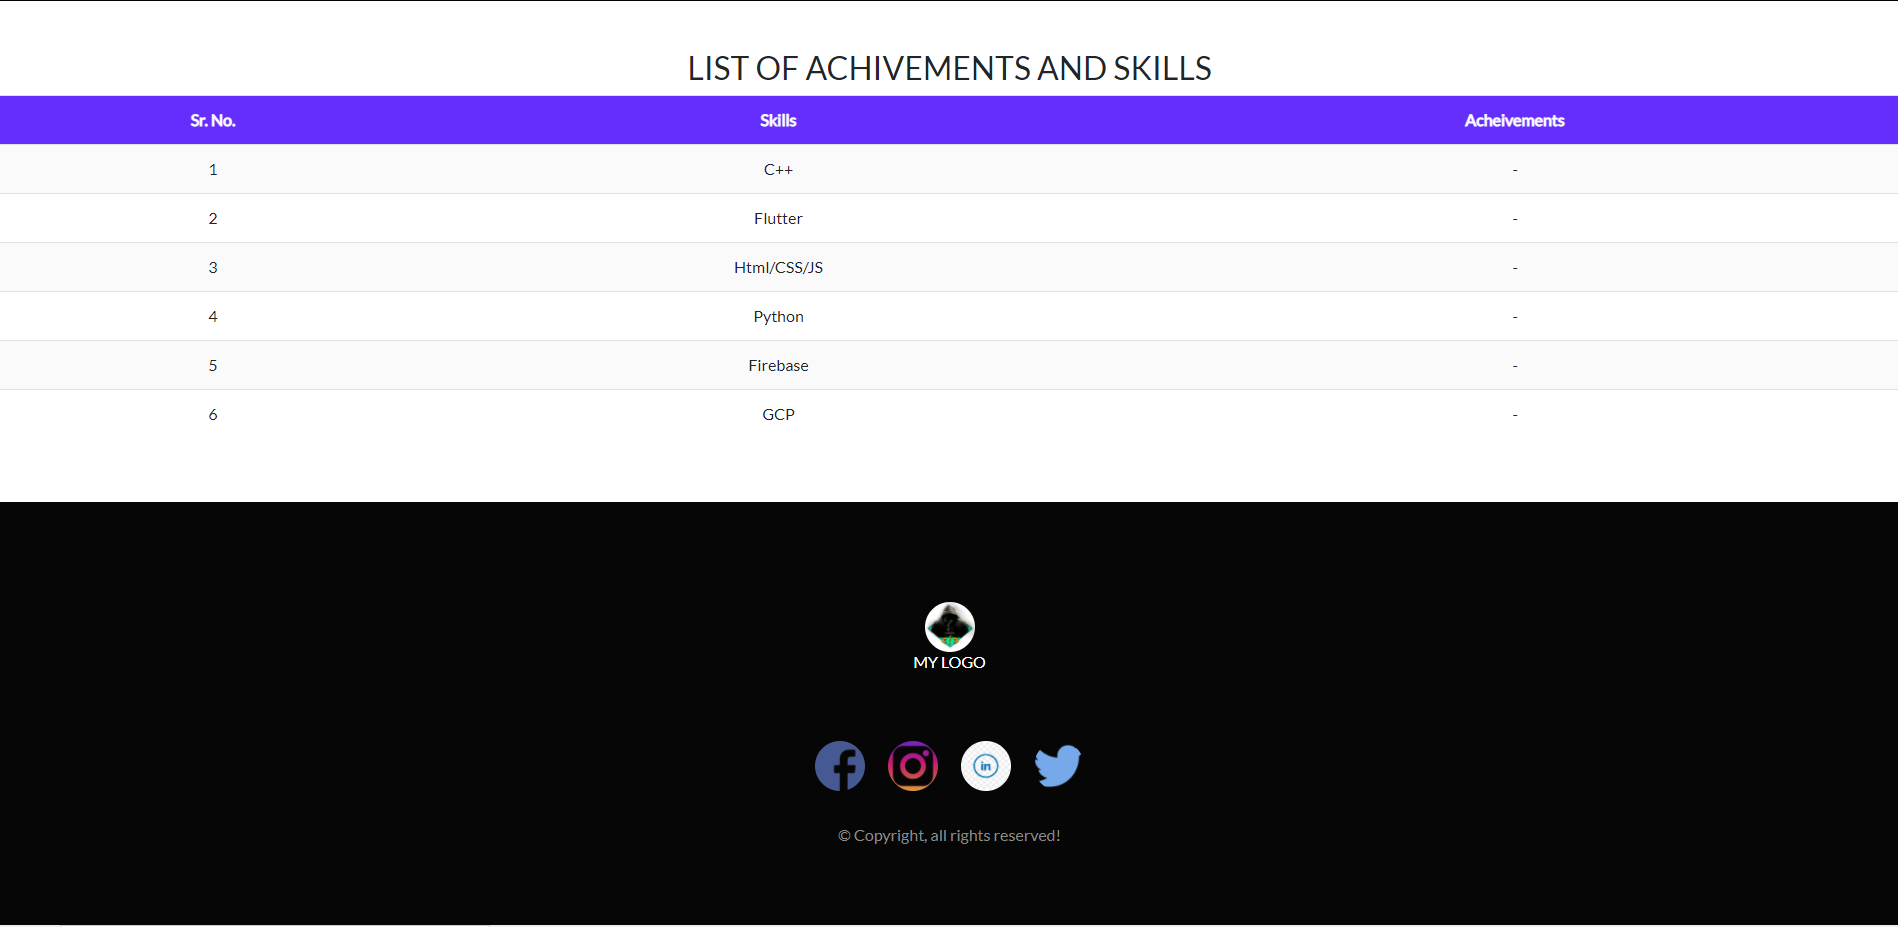 LIST OF ACHIVEMENTS AND SKILLS
Sr. No. Skills Acheivements
1 C++ -
2 Flutter -
3 Html/CSS/JS -
4 Python -
5 Firebase -
6 GCP -
MY LOGO
in
© Copyright, all rights reserved!